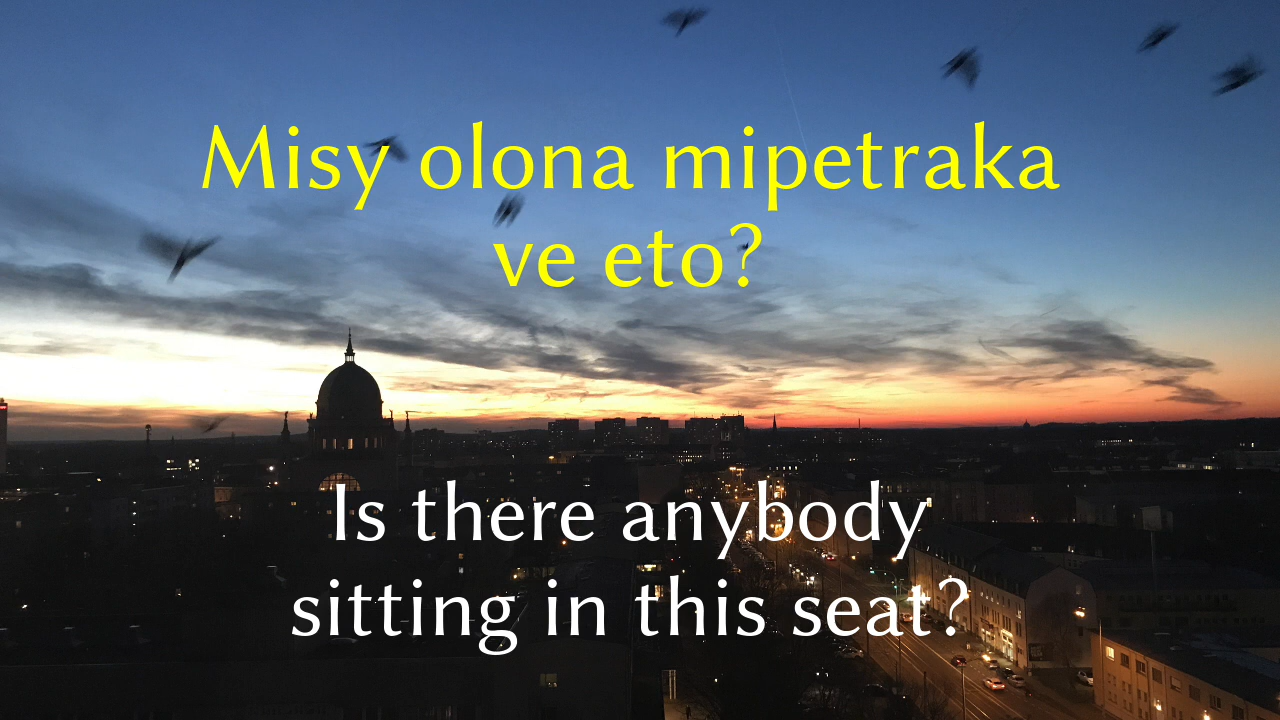 Misy olona mipetraka
ve eto?
Is there anybody
sitting in this seat?